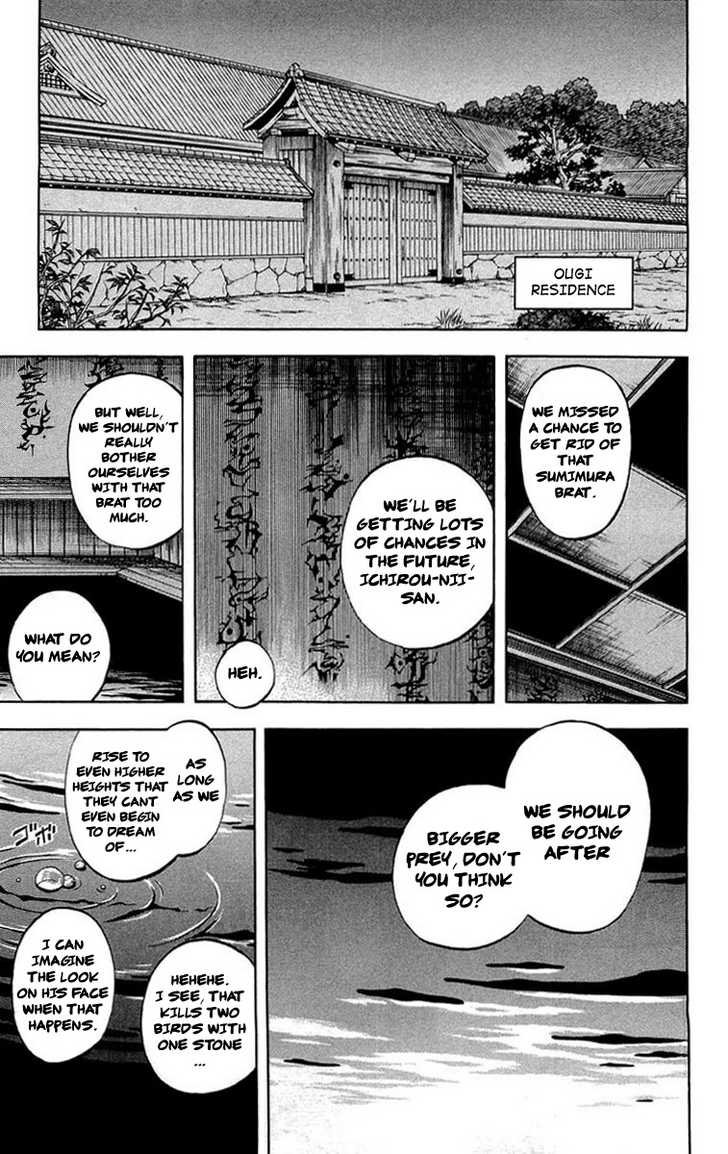 OUGI
RESIDENCE
WE MISSED
A CHANCE TO
GET RID OF
THAT
SUMIMURA
BRAT.
WE'LL BE
GETTING LOTS
OF CHANCES IN
THE FUTURE,
ICHIROU-NII-
SAN.
HEH.
BUT WELL,
WE SHOULDN'T
REALLY
BOTHER
OURSELVES
WITH THAT
BRAT TOO
MUCH.
WHAT DO
YOU MEAN?
WE SHOULD
BE GOING
AFTER
BIGGER
PREY, DON'T
YOU THINK
SO?
AS
LONG
AS WE
RISE TO
EVEN HIGHER
HEIGHTS THAT
THEY CANT
EVEN BEGIN
TO DREAM
OF...
ゴボ
HEHEHE.
I SEE, THAT
KILLS TWO
BIRDS WITH
ONE STONE
...
I CAN
IMAGINE
THE LOOK
ON HIS FACE
WHEN THAT
HAPPENS.